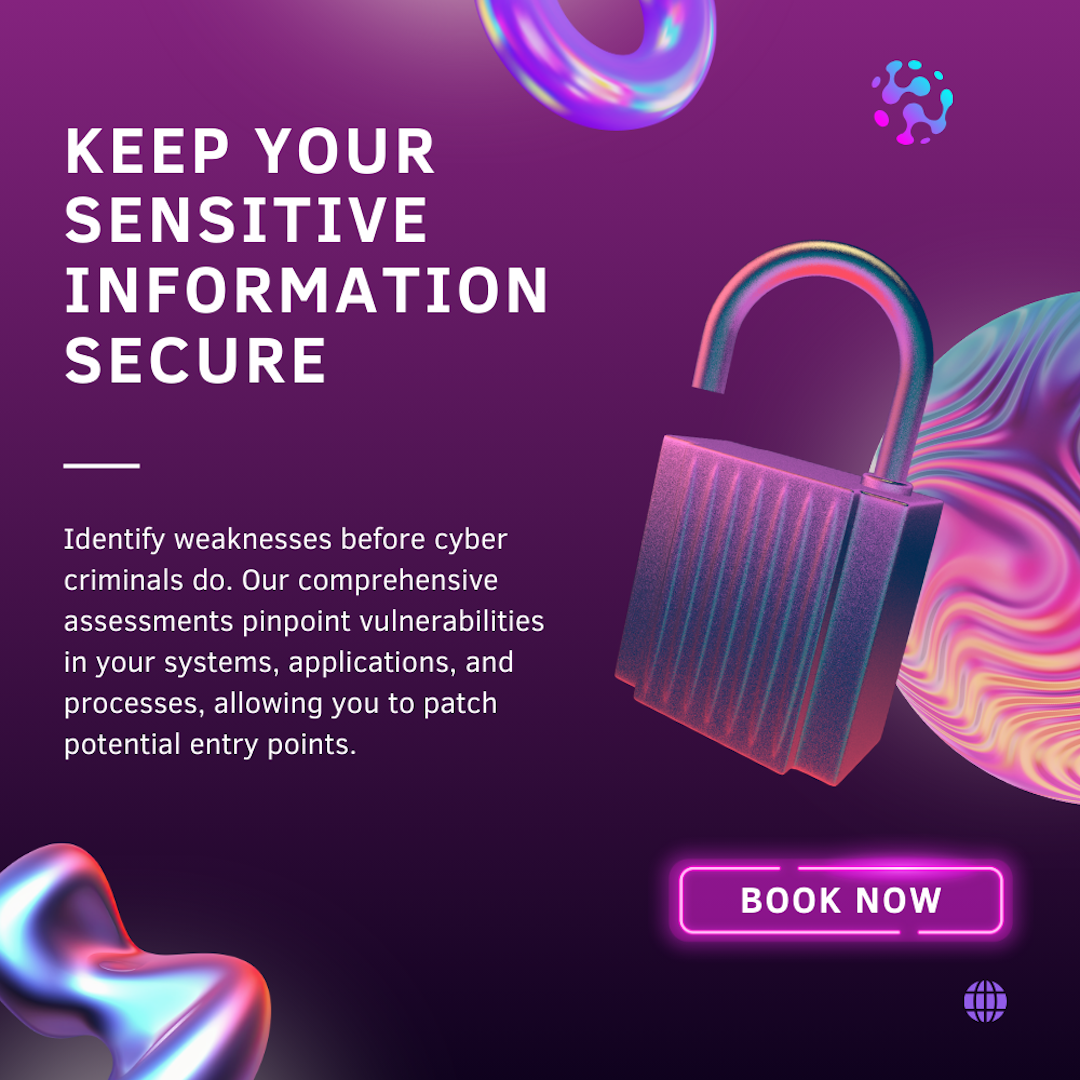 KEEP YOUR
SENSITIVE
INFORMATION
SECURE
Identify weaknesses before cyber
criminals do. Our comprehensive
assessments pinpoint vulnerabilities
in your systems, applications, and
processes, allowing you to patch
potential entry points.
BOOK NOW